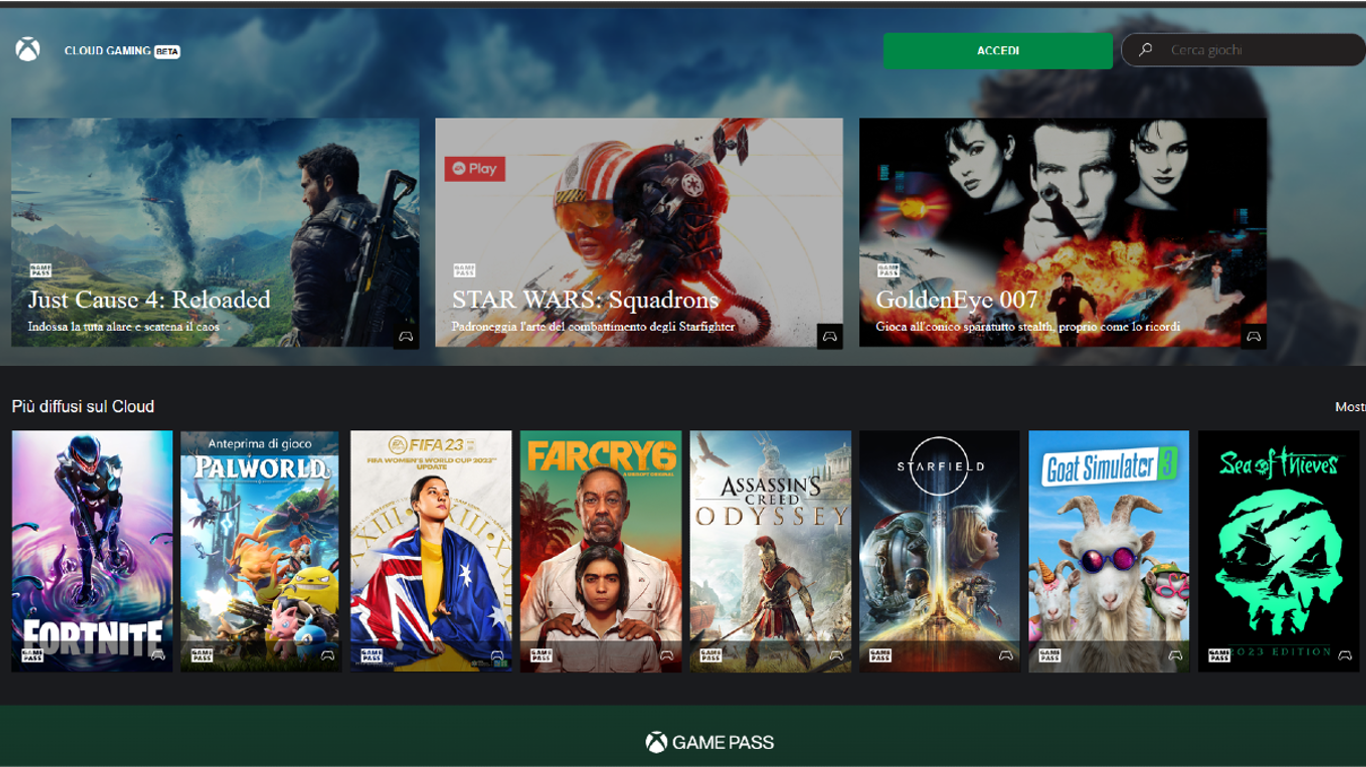 CLOUD GAMING BETA
ACCEDI
Cerca giochi
EA Play
GAME PASS
Just Cause 4: Reloaded
Indossa la tuta alare e scatena il caos
GAME PASS
STAR WARS: Squadrons
Padroneggia l'arte del combattimento degli Starfighter
GAME PASS
GoldenEye 007
Gioca all'iconico sparatutto stealth, proprio come lo ricordi
Più diffusi sul Cloud
Most
FORTNITE
GAME PASS
Anteprima di gioco
PALWORLD
GAME PASS
EA FIFA 23
FIFA WOMEN'S WORLD CUP 2023™
UPDATE
XXIII·XVIII·X
GAME PASS
FARCRY6
A UBISOFT ORIGINAL
GAME PASS
ASSASSIN'S
CREED
ODYSSEY
GAME PASS
STARFIELD
GAME PASS
Goat Simulator 3
GAME PASS
Sea of Thieves
2023 EDITION
GAME PASS
GAME PASS